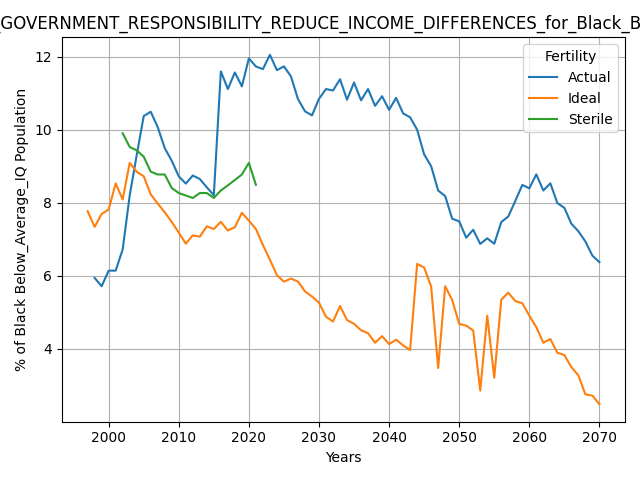 _GOVERNMENT_RESPONSIBILITY_REDUCE_INCOME_DIFFERENCES_for_Black_B
Fertility
Actual
Ideal
Sterile
12
10
8
6
4
% of Black Below_Average_IQ Population
2000
2010
2020
2030
2040
2050
2060
2070
Years